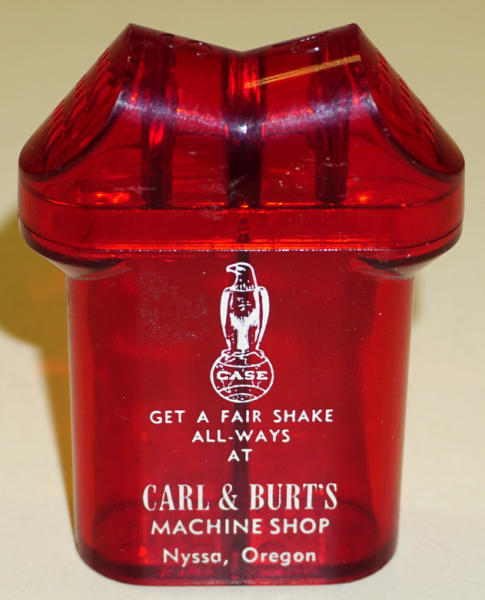 CASE
GET A FAIR SHAKE
ALL-WAYS
AT
CARL & BURT'S
MACHINE SHOP
Nyssa, Oregon